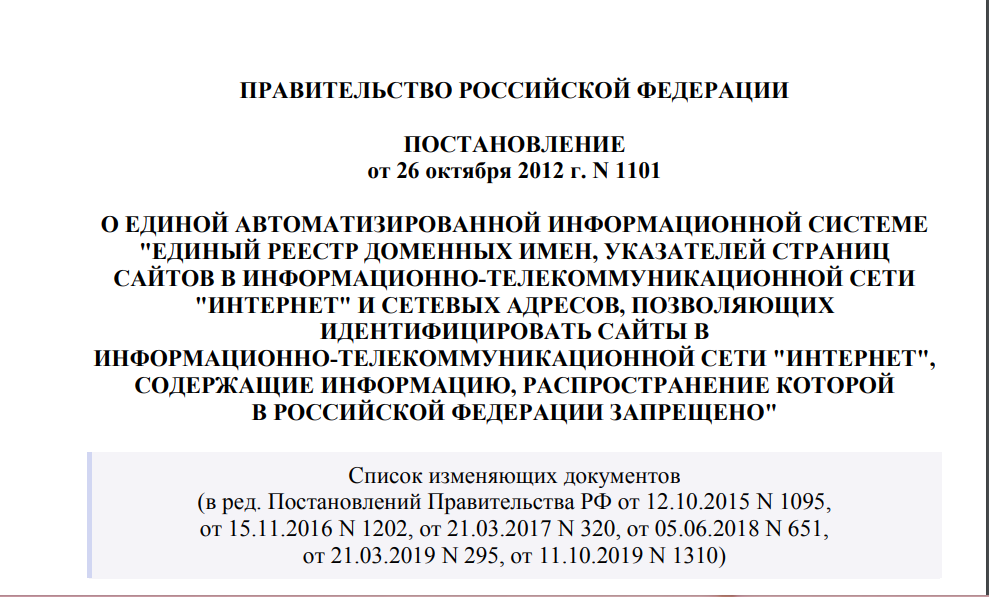 ПРАВИТЕЛЬСТВО РОССИЙСКОЙ ФЕДЕРАЦИИ
ПОСТАНОВЛЕНИЕ
от 26 октября 2012 г. N 1101
О ЕДИНОЙ АВТОМАТИЗИРОВАННОЙ ИНФОРМАЦИОННОЙ СИСТЕМЕ
"ЕДИНЫЙ РЕЕСТР ДОМЕННЫХ ИМЕН, УКАЗАТЕЛЕЙ СТРАНИЦ
САЙТОВ В ИНФОРМАЦИОННО-ТЕЛЕКОММУНИКАЦИОННОЙ СЕТИ
"ИНТЕРНЕТ" И СЕТЕВЫХ АДРЕСОВ, ПОЗВОЛЯЮЩИХ
ИДЕНТИФИЦИРОВАТЬ САЙТЫ В
ИНФОРМАЦИОННО-ТЕЛЕКОММУНИКАЦИОННОЙ СЕТИ "ИНТЕРНЕТ",
СОДЕРЖАЩИЕ ИНФОРМАЦИЮ, РАСПРОСТРАНЕНИЕ КОТОРОЙ
В РОССИЙСКОЙ ФЕДЕРАЦИИ ЗАПРЕЩЕНО"
Список изменяющих документов
(в ред. Постановлений Правительства РФ от 12.10.2015 N 1095,
от 15.11.2016 N 1202, от 21.03.2017 N 320, от 05.06.2018 N 651,
от 21.03.2019 N 295, от 11.10.2019 N 1310)